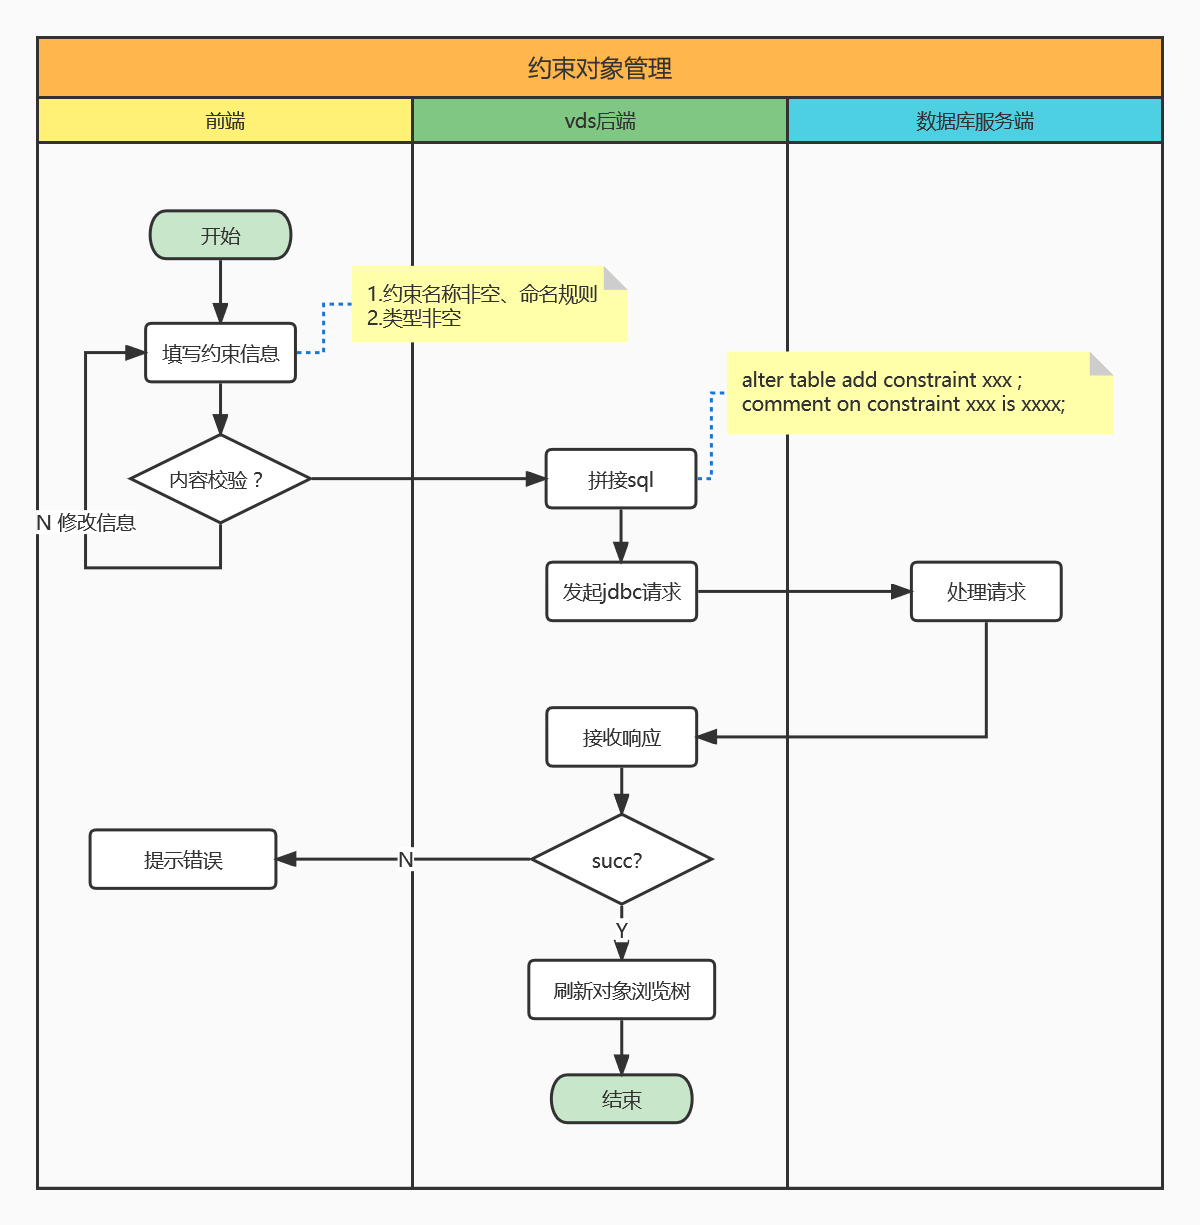 约束对象管理
前端
vds后端
数据库服务端
开始
1.约束名称非空、命名规则
2.类型非空
填写约束信息
alter table add constraint xxx ;
comment on constraint xxx is xxxx;
内容校验？
拼接sql
N 修改信息
发起jdbc请求
处理请求
接收响应
提示错误
N
succ?
Y
刷新对象浏览树
结束